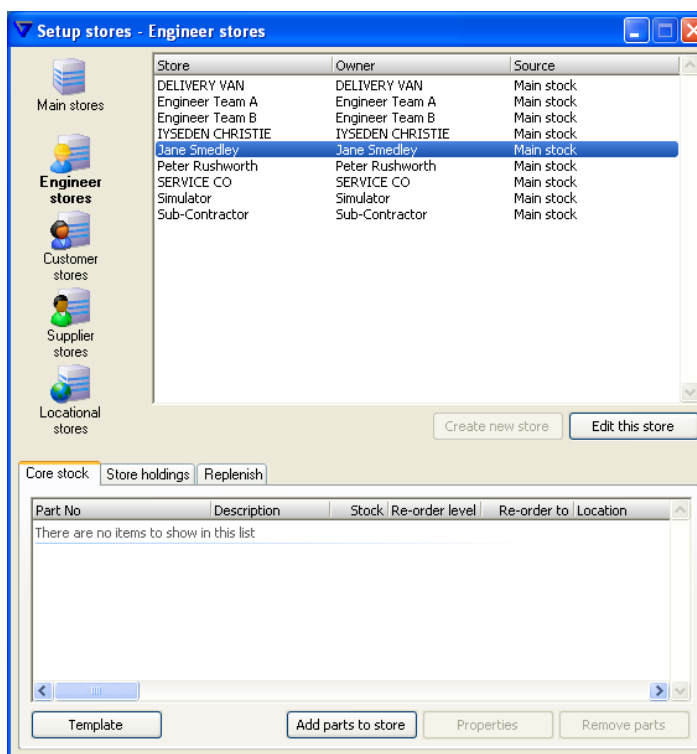 Setup stores - Engineer stores
Main stores
Engineer
stores
Customer
stores
Supplier
stores
Locational
stores
Store Owner Source
DELIVERY VAN DELIVERY VAN Main stock
Engineer Team A Engineer Team A Main stock
Engineer Team B Engineer Team B Main stock
IYSEDEN CHRISTIE IYSEDEN CHRISTIE Main stock
Jane Smedley Jane Smedley Main stock
Peter Rushworth Peter Rushworth Main stock
SERVICE CO SERVICE CO Main stock
Simulator Simulator Main stock
Sub-Contractor Sub-Contractor Main stock
Create new store Edit this store
Core stock Store holdings Replenish
Part No Description Stock Re-order level Re-order to Location
There are no items to show in this list
Template Add parts to store Properties Remove parts